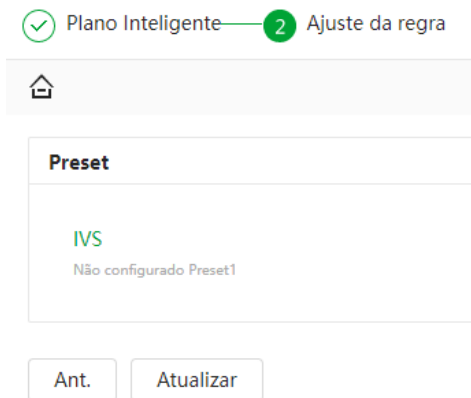 Plano Inteligente 2 Ajuste da regra
Preset
IVS
Não configurado Preset1
Ant. Atualizar